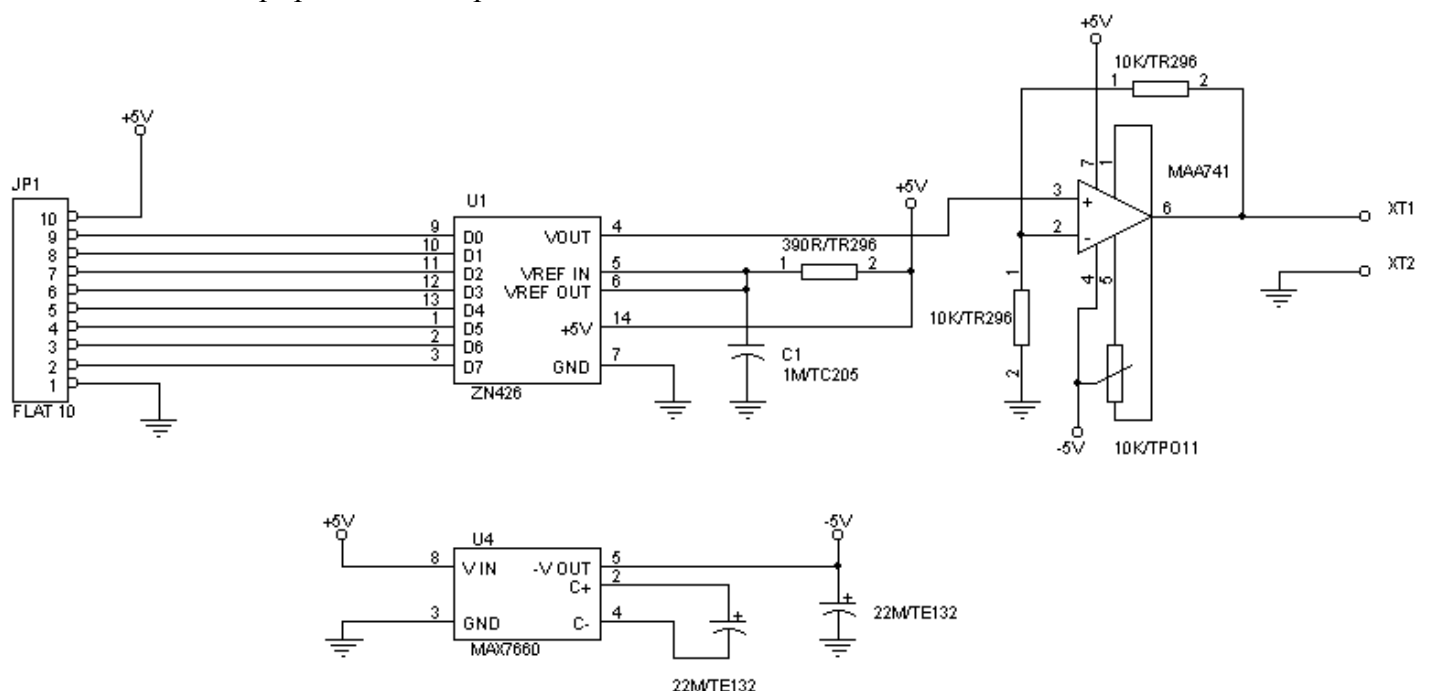 +5V
10K/TR296
1 2
+5V
JP1
10
9
8
7
6
5
4
3
2
1
FLAT 10
U1
9 D0
10 D1
11 D2
12 D3
13 D4
1 D5
2 D6
3 D7
VOUT 4
VREF IN 5
VREF OUT 6
+5V 14
GND 7
ZN426
+5V
390R/TR296
1 2
C1
1M/TC205
7 1
MAA741
3 +
2 -
6
4 5
XT1
XT2
1
10K/TR296
2
-5V
10K/TP011
+5V
U4
8 VIN
3 GND
-VOUT 5
C+ 2
C- 4
MAX7660
-5V
+
22M/TE132
+
22M/TE132